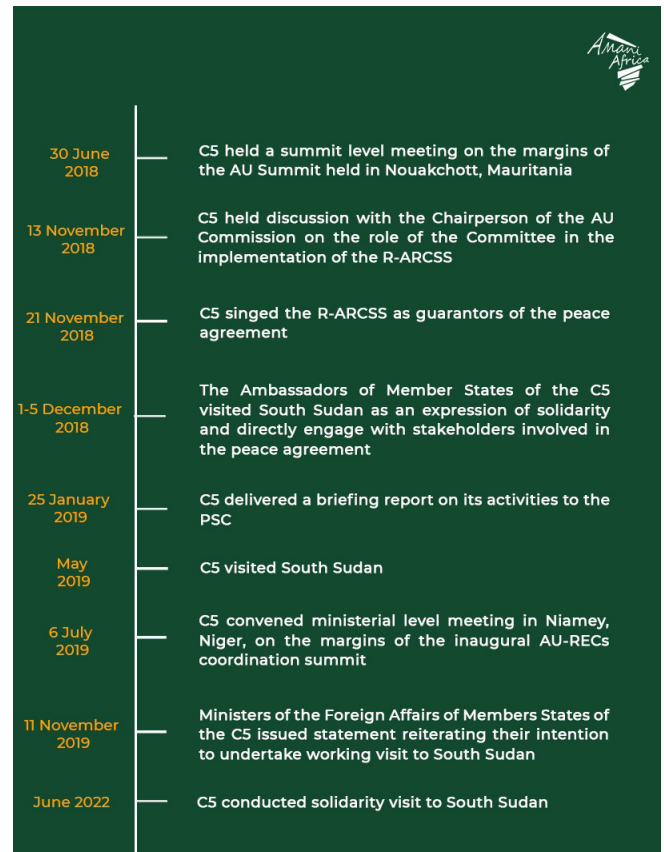 Amani
Africa
30 June
2018
C5 held a summit level meeting on the margins of
the AU Summit held in Nouakchott, Mauritania
13 November
2018
C5 held discussion with the Chairperson of the AU
Commission on the role of the Committee in the
implementation of the R-ARCSS
21 November
2018
C5 singed the R-ARCSS as guarantors of the peace
agreement
1-5 December
2018
The Ambassadors of Member States of the C5
visited South Sudan as an expression of solidarity
and directly engage with stakeholders involved in
the peace agreement
25 January
2019
C5 delivered a briefing report on its activities to the
PSC
May
2019
C5 visited South Sudan
6 July
2019
C5 convened ministerial level meeting in Niamey,
Niger, on the margins of the inaugural AU-RECs
coordination summit
11 November
2019
Ministers of the Foreign Affairs of Members States of
the C5 issued statement reiterating their intention
to undertake working visit to South Sudan
June 2022
C5 conducted solidarity visit to South Sudan